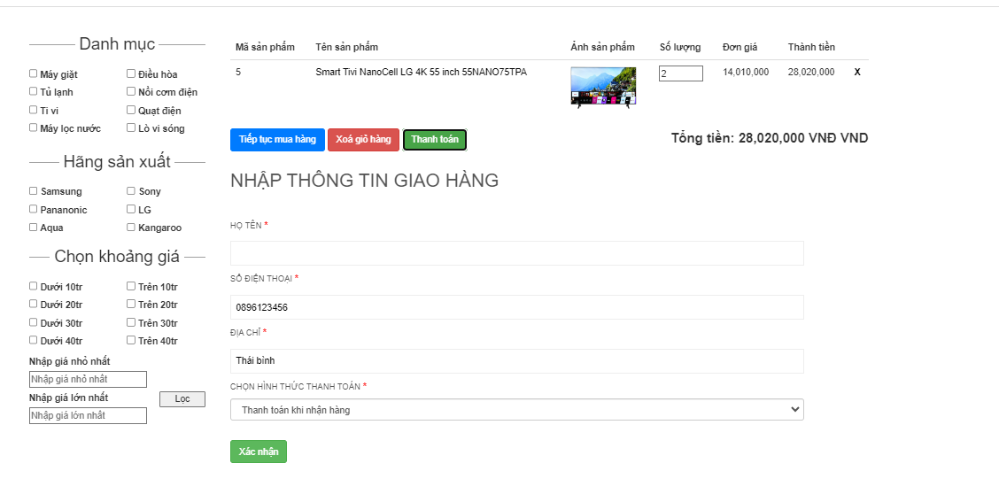 Danh mục
Máy giặt Điều hòa
Tủ lạnh Nồi cơm điện
Ti vi Quạt điện
Máy lọc nước Lò vi sóng
Hãng sản xuất
Samsung Sony
Pananonic LG
Aqua Kangaroo
Chọn khoảng giá
Dưới 10tr Trên 10tr
Dưới 20tr Trên 20tr
Dưới 30tr Trên 30tr
Dưới 40tr Trên 40tr
Nhập giá nhỏ nhất
Nhập giá nhỏ nhất
Nhập giá lớn nhất Lọc
Nhập giá lớn nhất
Mã sản phẩm Tên sản phẩm Ảnh sản phẩm Số lượng Đơn giá Thành tiền
5 Smart Tivi NanoCell LG 4K 55 inch 55NANO75TPA 2 14,010,000 28,020,000 X
Tiếp tục mua hàng Xoá giỏ hàng Thanh toán Tổng tiền: 28,020,000 VNĐ VND
NHẬP THÔNG TIN GIAO HÀNG
HỌ TÊN *
SỐ ĐIỆN THOẠI *
0896123456
ĐỊA CHỈ *
Thái bình
CHỌN HÌNH THỨC THANH TOÁN *
Thanh toán khi nhận hàng
Xác nhận